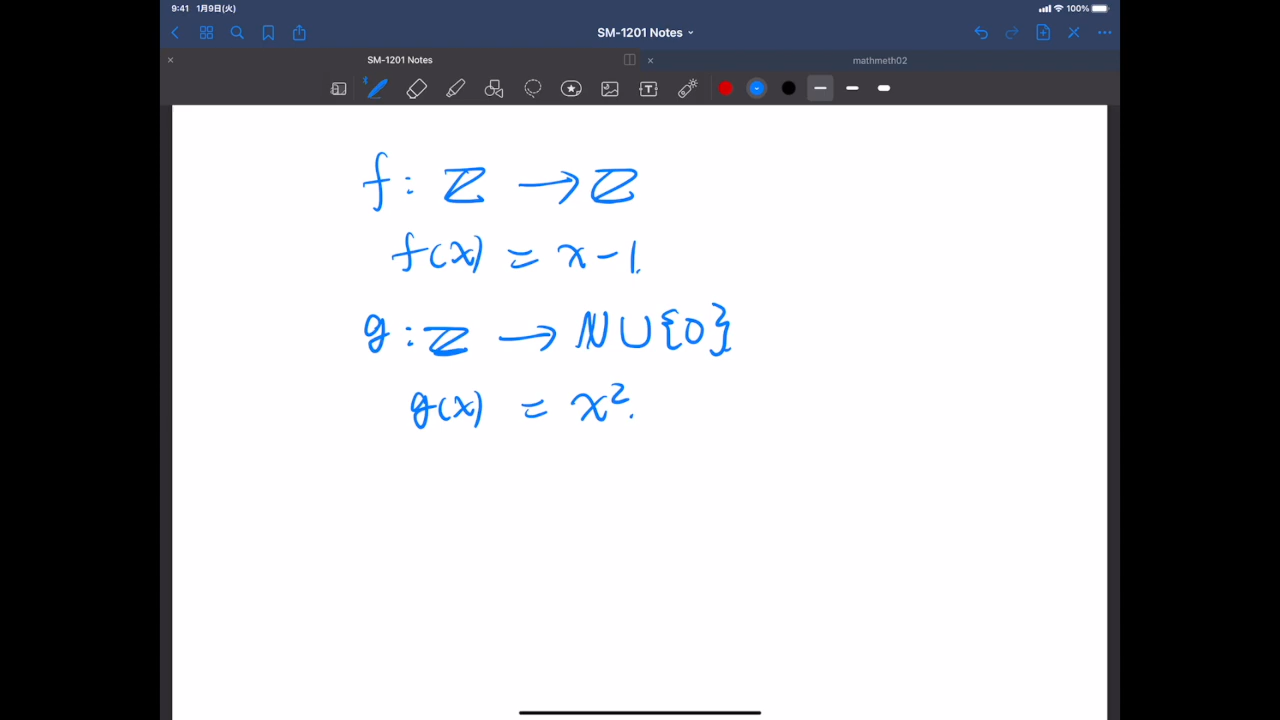 9:41 1月9日(火) 100%
SM-1201 Notes
SM-1201 Notes mathmeth02
f: ℤ → ℤ
f(x) = x - 1.
g: ℤ → ℕ ∪ {0}
g(x) = x².